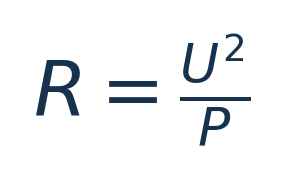 R = U²/P